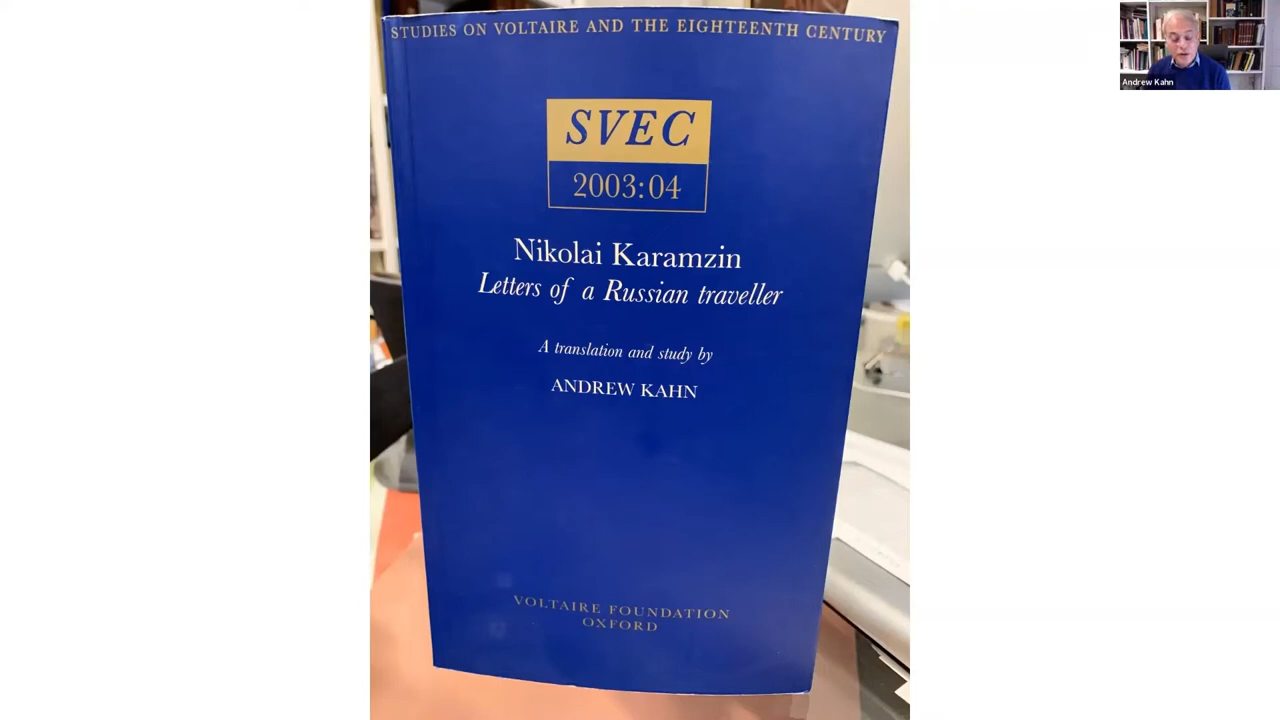 STUDIES ON VOLTAIRE AND THE EIGHTEENTH CENTURY
SVEC
2003:04
Nikolai Karamzin
Letters of a Russian traveller
A translation and study by
ANDREW KAHN
VOLTAIRE FOUNDATION
OXFORD
Andrew Kahn